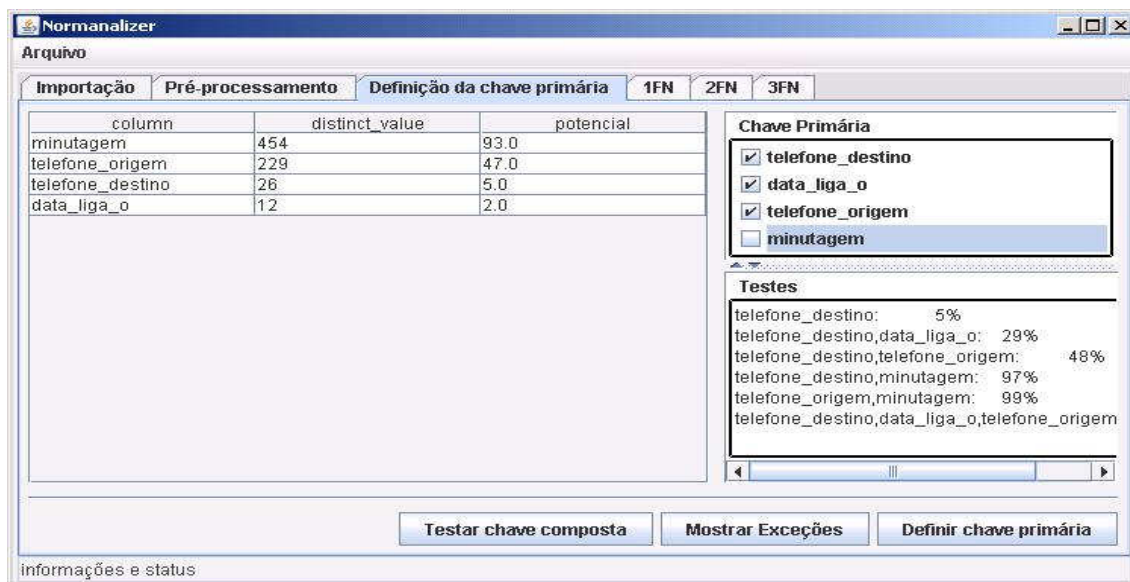 Normanalizer
Arquivo
Importação Pré-processamento Definição da chave primária 1FN 2FN 3FN
column distinct_value potencial
minutagem 454 93.0
telefone_origem 229 47.0
telefone_destino 26 5.0
data_liga_o 12 2.0
Chave Primária
telefone_destino
data_liga_o
telefone_origem
minutagem
Testes
telefone_destino: 5%
telefone_destino,data_liga_o: 29%
telefone_destino,telefone_origem: 48%
telefone_destino,minutagem: 97%
telefone_origem,minutagem: 99%
telefone_destino,data_liga_o,telefone_origem
Testar chave composta Mostrar Exceções Definir chave primária
informações e status